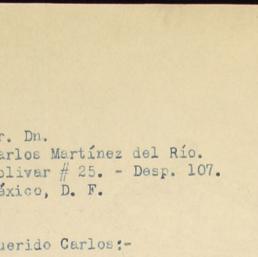 r. Dn.
arlos Martínez del Río.
olivar # 25. - Desp. 107.
éxico, D. F.
uerido Carlos:-